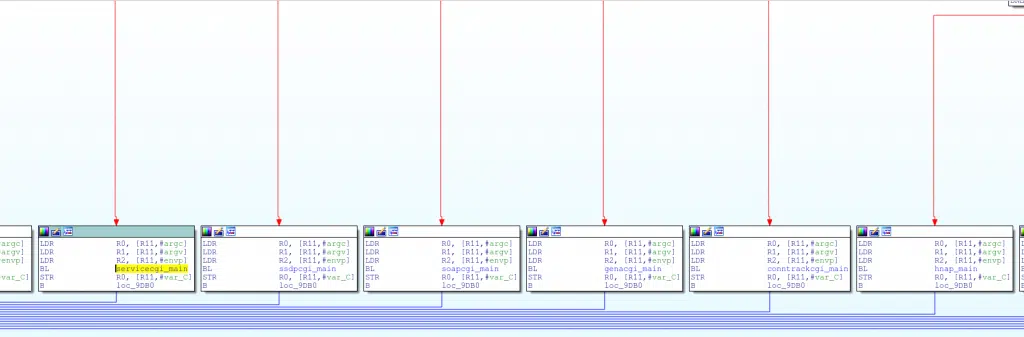 argc]
argv]
envp]
var_C]
LDR R0, [R11,#argc]
LDR R1, [R11,#argv]
LDR R2, [R11,#envp]
BL servicecgi_main
STR R0, [R11,#var_C]
B loc_9DB0
LDR R0, [R11,#argc]
LDR R1, [R11,#argv]
LDR R2, [R11,#envp]
BL ssdpcgi_main
STR R0, [R11,#var_C]
B loc_9DB0
LDR R0, [R11,#argc]
LDR R1, [R11,#argv]
LDR R2, [R11,#envp]
BL soapcgi_main
STR R0, [R11,#var_C]
B loc_9DB0
LDR R0, [R11,#argc]
LDR R1, [R11,#argv]
LDR R2, [R11,#envp]
BL genacgi_main
STR R0, [R11,#var_C]
B loc_9DB0
LDR R0, [R11,#argc]
LDR R1, [R11,#argv]
LDR R2, [R11,#envp]
BL conntrackcgi_main
STR R0, [R11,#var_C]
B loc_9DB0
LDR R0, [R11,#argc]
LDR R1, [R11,#argv]
LDR R2, [R11,#envp]
BL hnap_main
STR R0, [R11,#var_C]
B loc_9DB0